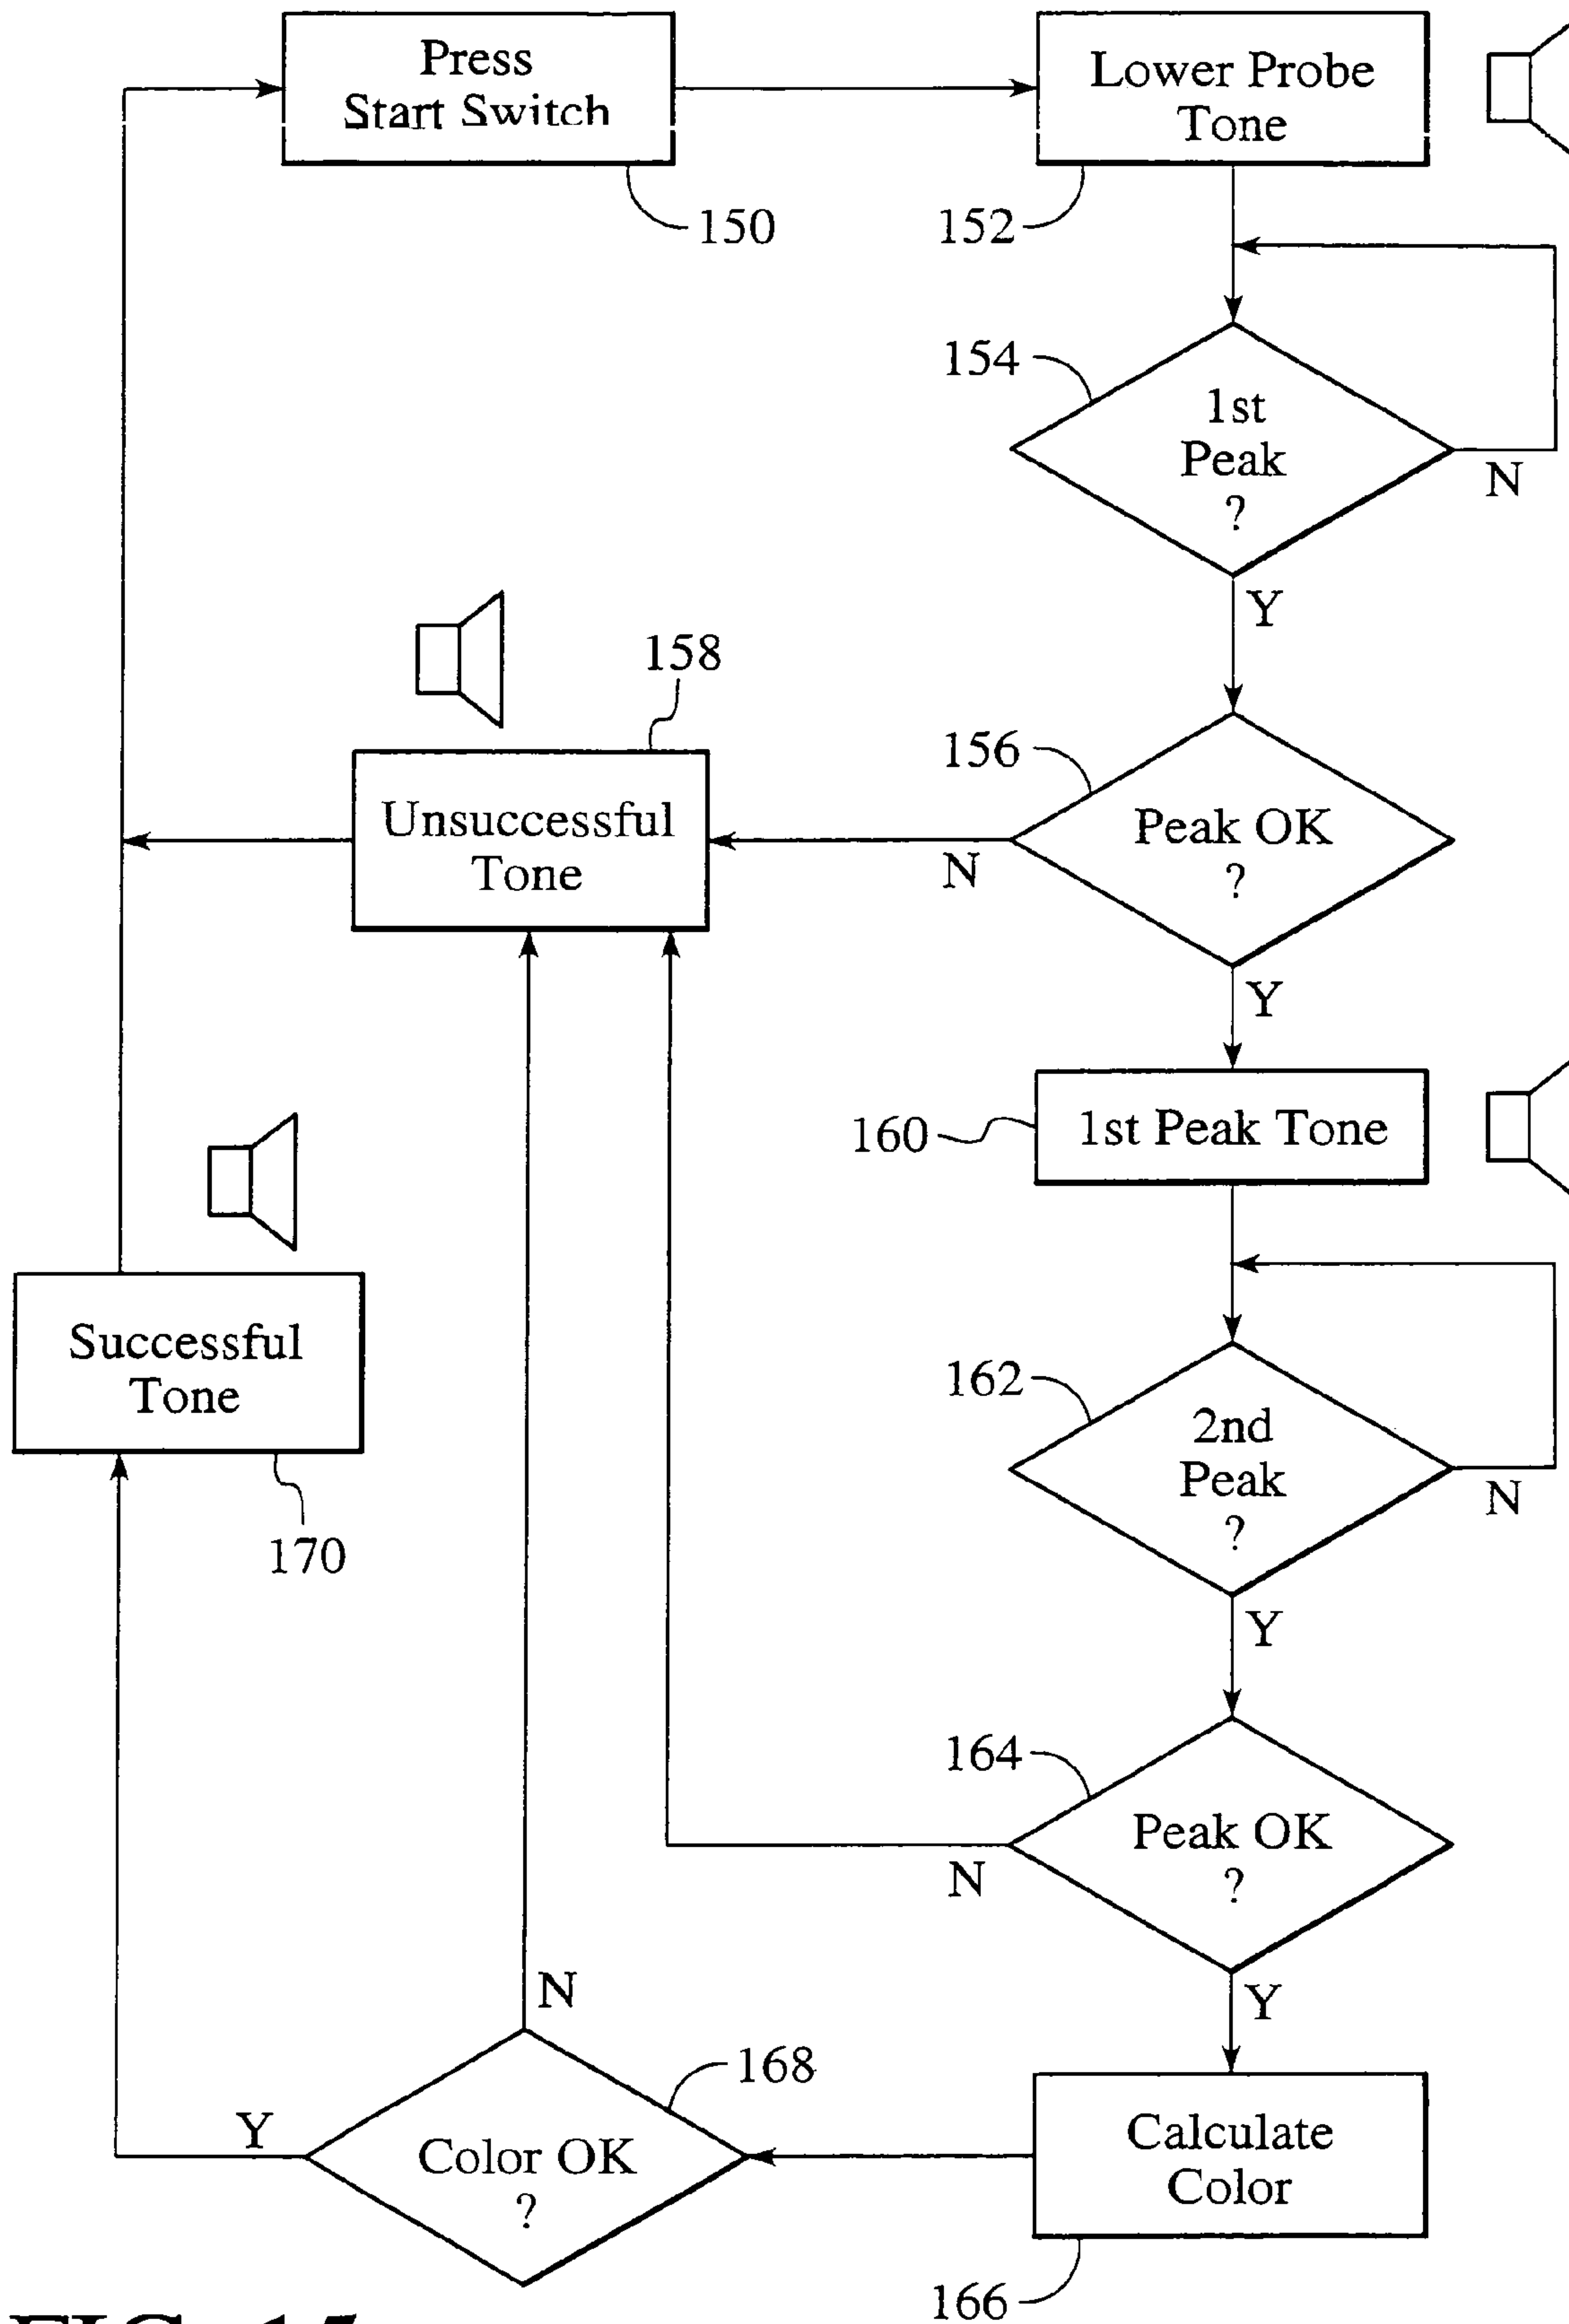 Press
Start Switch
150
Lower Probe
Tone
152
154
1st
Peak
?
N
Y
158
Unsuccessful
Tone
156
Peak OK
?
N
Y
160
1st Peak Tone
Successful
Tone
170
162
2nd
Peak
?
N
Y
164
Peak OK
?
N
Y
168
Color OK
?
N
Y
Calculate
Color
166